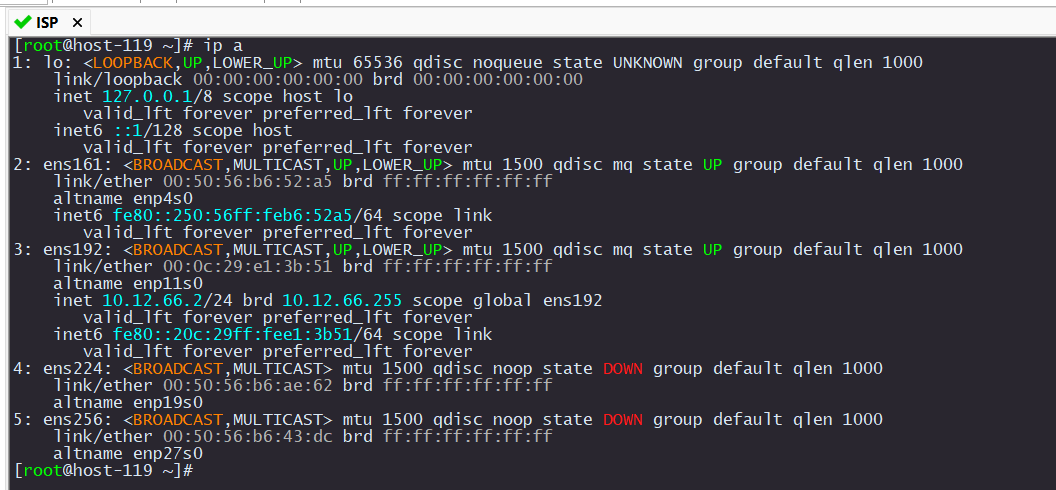 ISP ×
[root@host-119 ~]# ip a
1: lo: <LOOPBACK,UP,LOWER_UP> mtu 65536 qdisc noqueue state UNKNOWN group default qlen 1000
    link/loopback 00:00:00:00:00:00 brd 00:00:00:00:00:00
    inet 127.0.0.1/8 scope host lo
       valid_lft forever preferred_lft forever
    inet6 ::1/128 scope host
       valid_lft forever preferred_lft forever
2: ens161: <BROADCAST,MULTICAST,UP,LOWER_UP> mtu 1500 qdisc mq state UP group default qlen 1000
    link/ether 00:50:56:b6:52:a5 brd ff:ff:ff:ff:ff:ff
    altname enp4s0
    inet6 fe80::250:56ff:feb6:52a5/64 scope link
       valid_lft forever preferred_lft forever
3: ens192: <BROADCAST,MULTICAST,UP,LOWER_UP> mtu 1500 qdisc mq state UP group default qlen 1000
    link/ether 00:0c:29:e1:3b:51 brd ff:ff:ff:ff:ff:ff
    altname enp11s0
    inet 10.12.66.2/24 brd 10.12.66.255 scope global ens192
       valid_lft forever preferred_lft forever
    inet6 fe80::20c:29ff:fee1:3b51/64 scope link
       valid_lft forever preferred_lft forever
4: ens224: <BROADCAST,MULTICAST> mtu 1500 qdisc noop state DOWN group default qlen 1000
    link/ether 00:50:56:b6:ae:62 brd ff:ff:ff:ff:ff:ff
    altname enp19s0
5: ens256: <BROADCAST,MULTICAST> mtu 1500 qdisc noop state DOWN group default qlen 1000
    link/ether 00:50:56:b6:43:dc brd ff:ff:ff:ff:ff:ff
    altname enp27s0
[root@host-119 ~]#